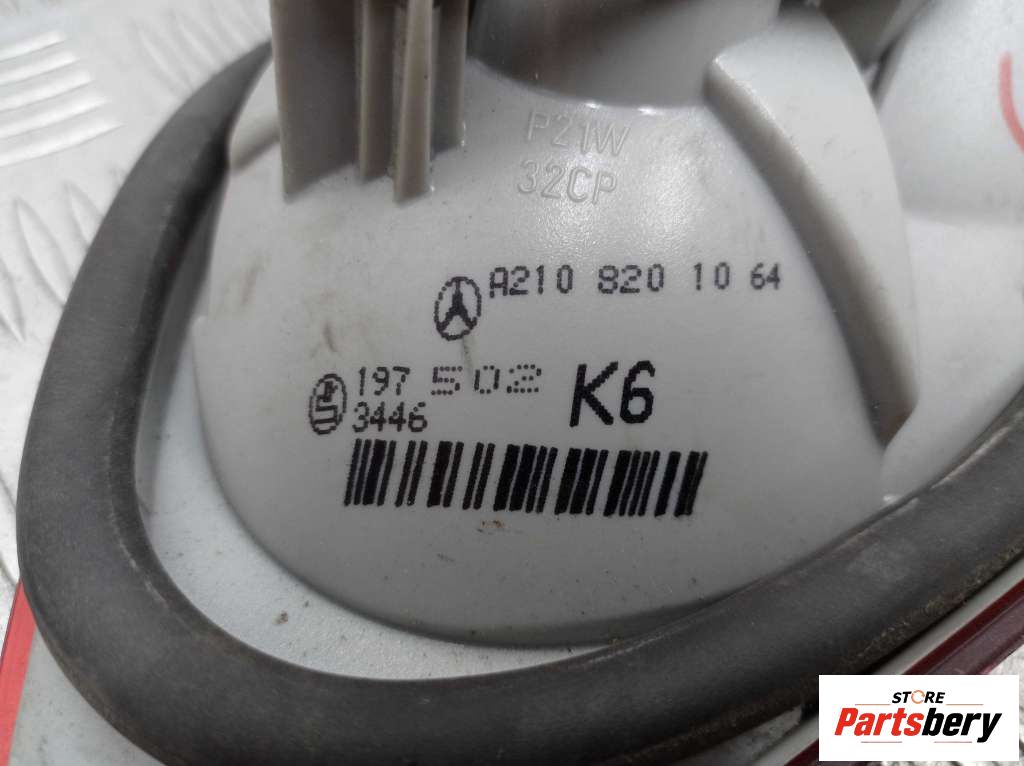 P21W
32CP
A210 820 10 64
197 502 K6
3446
STORE
Partsbery